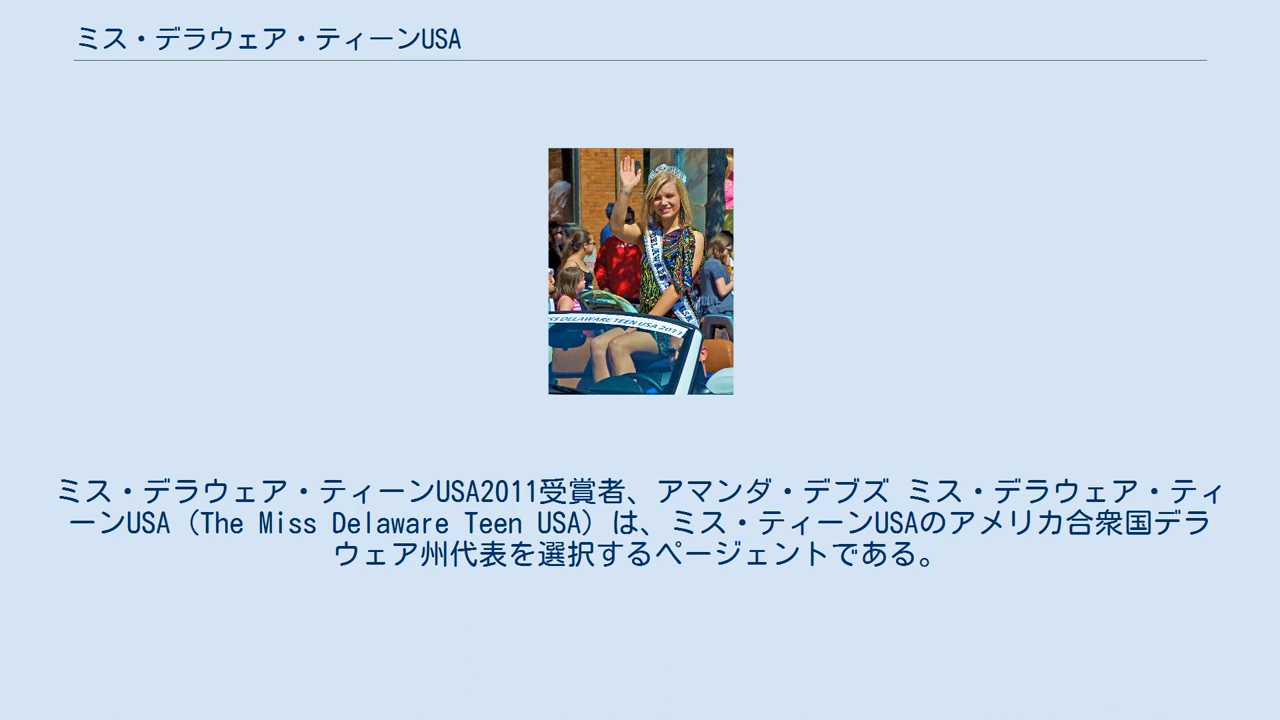 ミス・デラウェア・ティーンUSA
SS DELAWARE TEEN USA 2011
ミス・デラウェア・ティーンUSA2011受賞者、アマンダ・デブズ ミス・デラウェア・ティ
ーンUSA（The Miss Delaware Teen USA）は、ミス・ティーンUSAのアメリカ合衆国デラ
ウェア州代表を選択するページェントである。